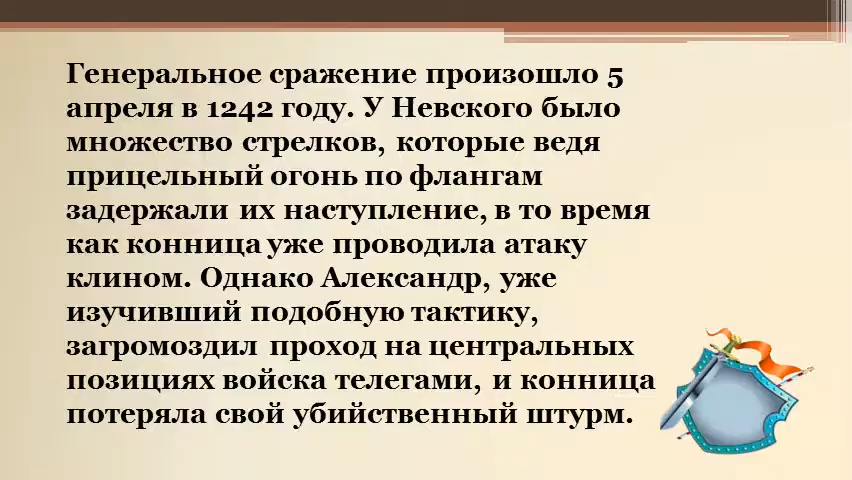 Генеральное сражение произошло 5
апреля в 1242 году. У Невского было
множество стрелков, которые ведя
прицельный огонь по флангам
задержали их наступление, в то время
как конница уже проводила атаку
клином. Однако Александр, уже
изучивший подобную тактику,
загромоздил проход на центральных
позициях войска телегами, и конница
потеряла свой убийственный штурм.